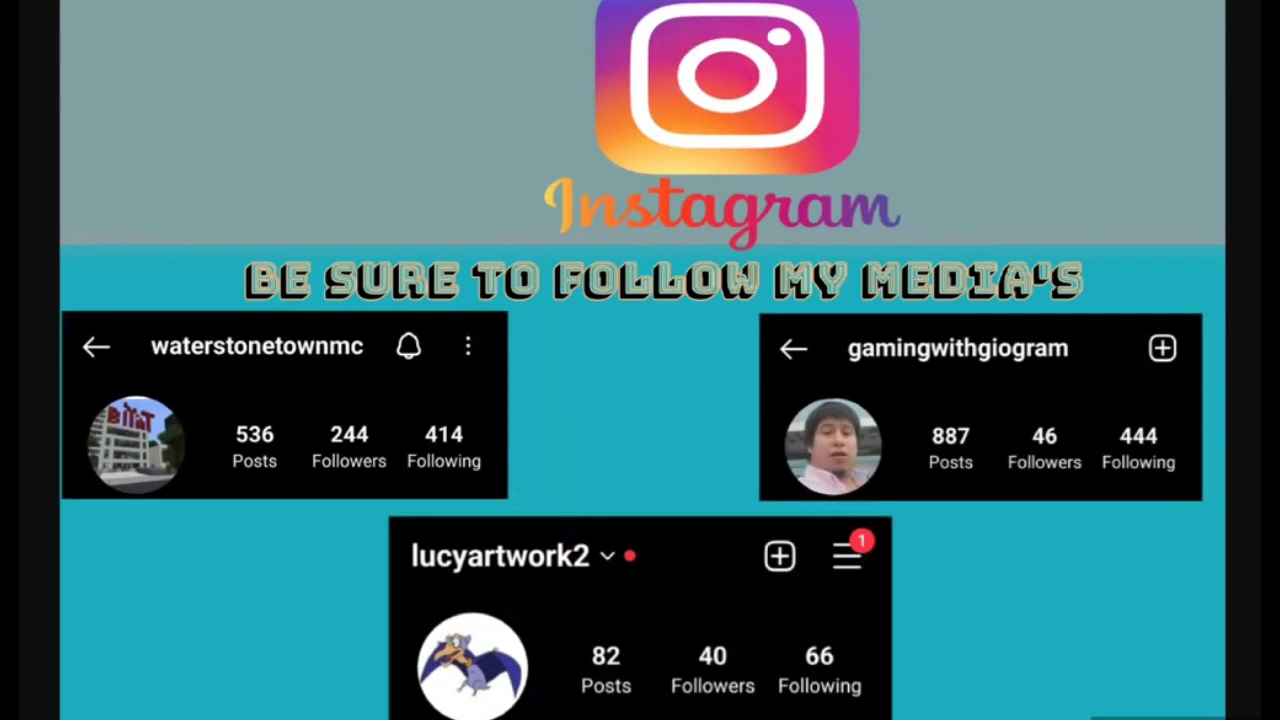 Instagram
BE SURE TO FOLLOW MY MEDIA'S
waterstonetownmc
536 244 414
Posts Followers Following
gamingwithgiogram
887 46 444
Posts Followers Following
lucyartwork2
1
82 40 66
Posts Followers Following